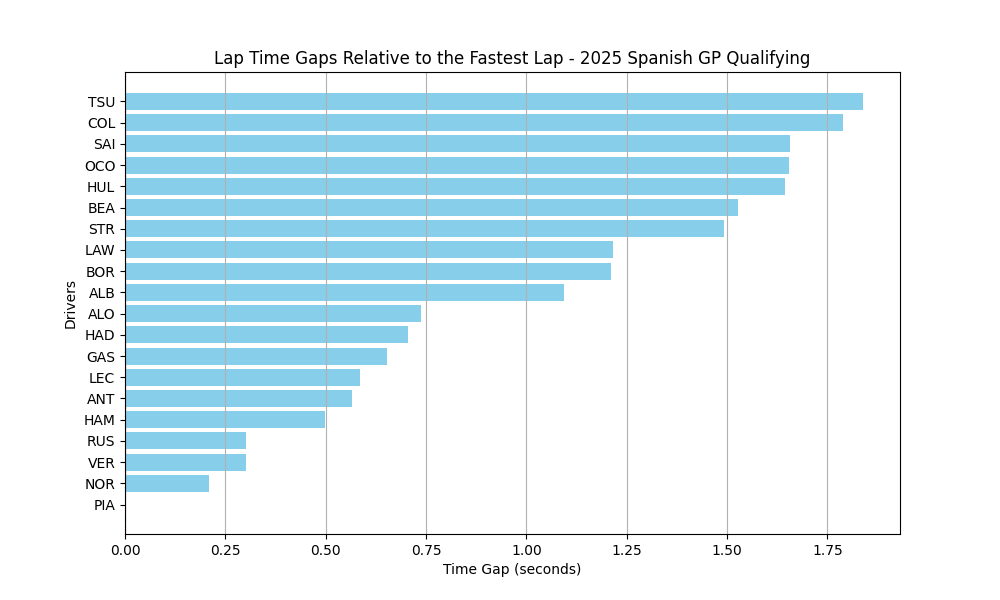 Lap Time Gaps Relative to the Fastest Lap - 2025 Spanish GP Qualifying
TSU
COL
SAI
OCO
HUL
BEA
STR
LAW
BOR
ALB
ALO
HAD
GAS
LEC
ANT
HAM
RUS
VER
NOR
PIA
Drivers
0.00 0.25 0.50 0.75 1.00 1.25 1.50 1.75
Time Gap (seconds)